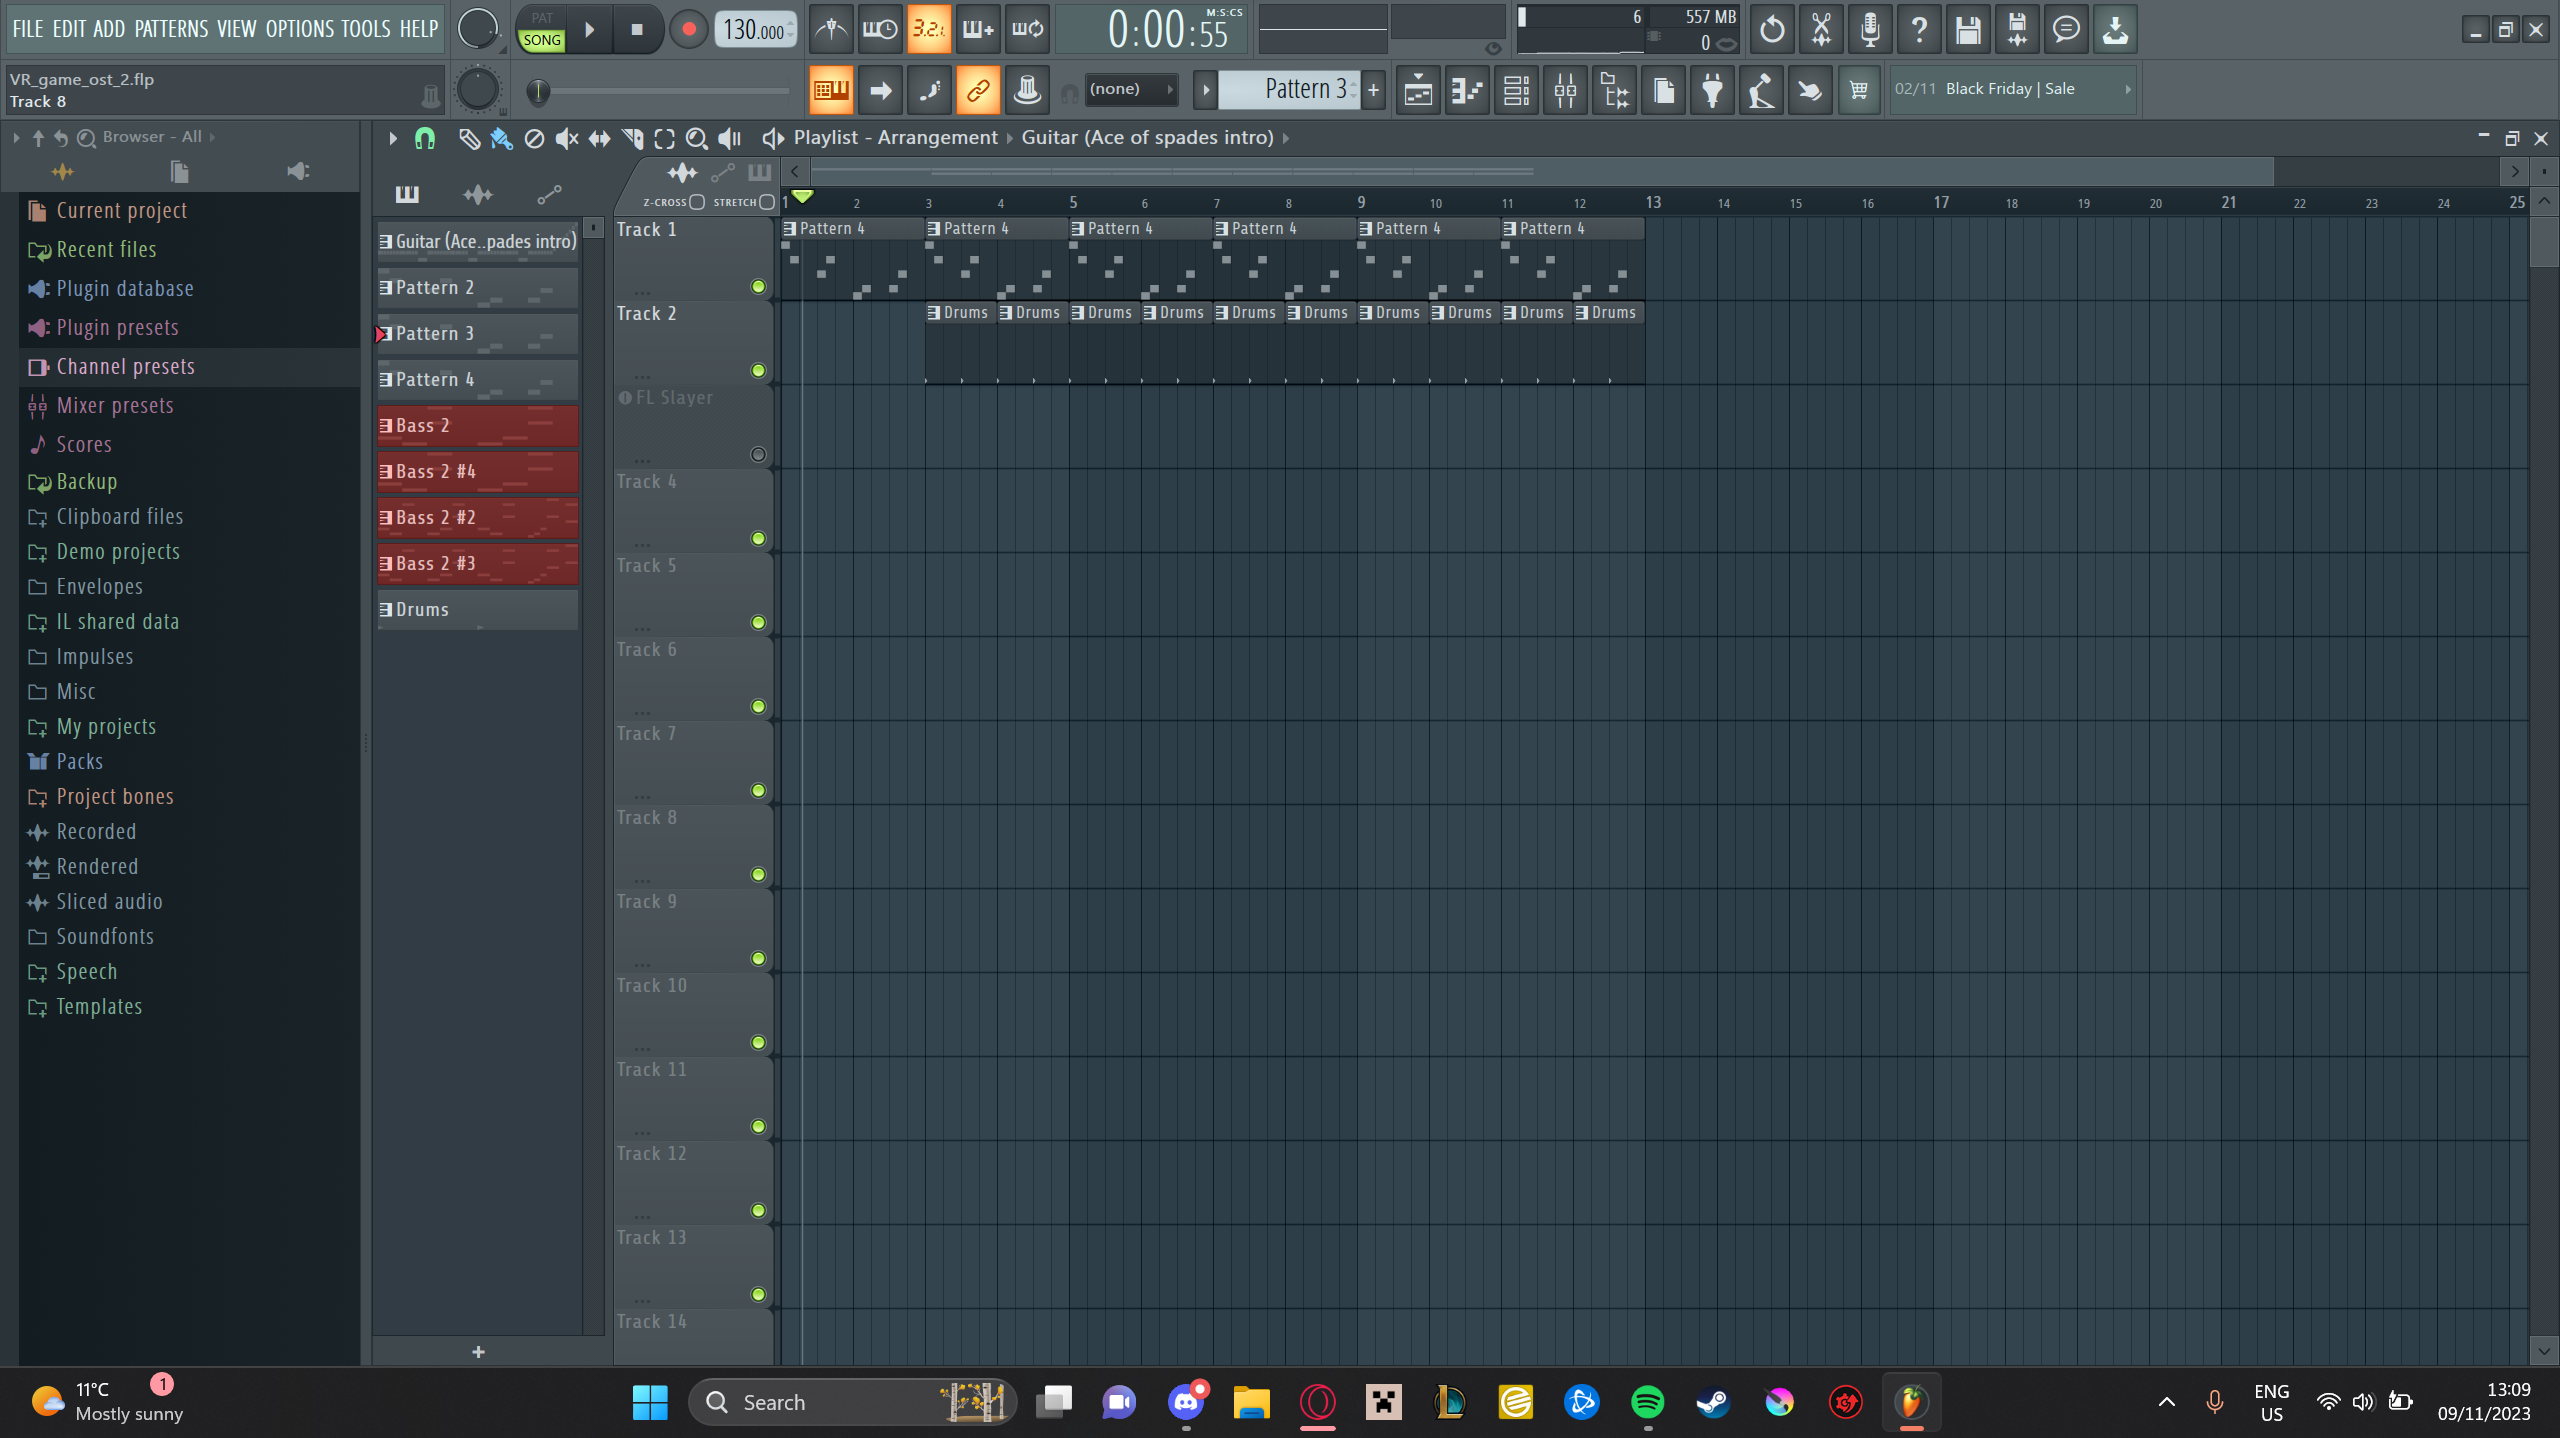 FILE EDIT ADD PATTERNS VIEW OPTIONS TOOLS HELP
PAT
SONG
130.000
3.2.1
0:00:55
M:S:CS
6
557 MB
0
VR_game_ost_2.flp
Track 8
(none)
Pattern 3
+
02/11 Black Friday | Sale
Browser - All
Playlist - Arrangement
Guitar (Ace of spades intro)
Z-CROSS
STRETCH
1 2 3 4 5 6 7 8 9 10 11 12 13 14 15 16 17 18 19 20 21 22 23 24 25
Current project
Recent files
Plugin database
Plugin presets
Channel presets
Mixer presets
Scores
Backup
Clipboard files
Demo projects
Envelopes
IL shared data
Impulses
Misc
My projects
Packs
Project bones
Recorded
Rendered
Sliced audio
Soundfonts
Speech
Templates
Guitar (Ace..pades intro)
Pattern 2
Pattern 3
Pattern 4
Bass 2
Bass 2 #4
Bass 2 #2
Bass 2 #3
Drums
+
Track 1
Pattern 4 Pattern 4 Pattern 4 Pattern 4 Pattern 4 Pattern 4
Track 2
Drums Drums Drums Drums Drums Drums Drums Drums Drums Drums
FL Slayer
Track 4
Track 5
Track 6
Track 7
Track 8
Track 9
Track 10
Track 11
Track 12
Track 13
Track 14
11°C
1
Mostly sunny
Search
ENG
US
13:09
09/11/2023